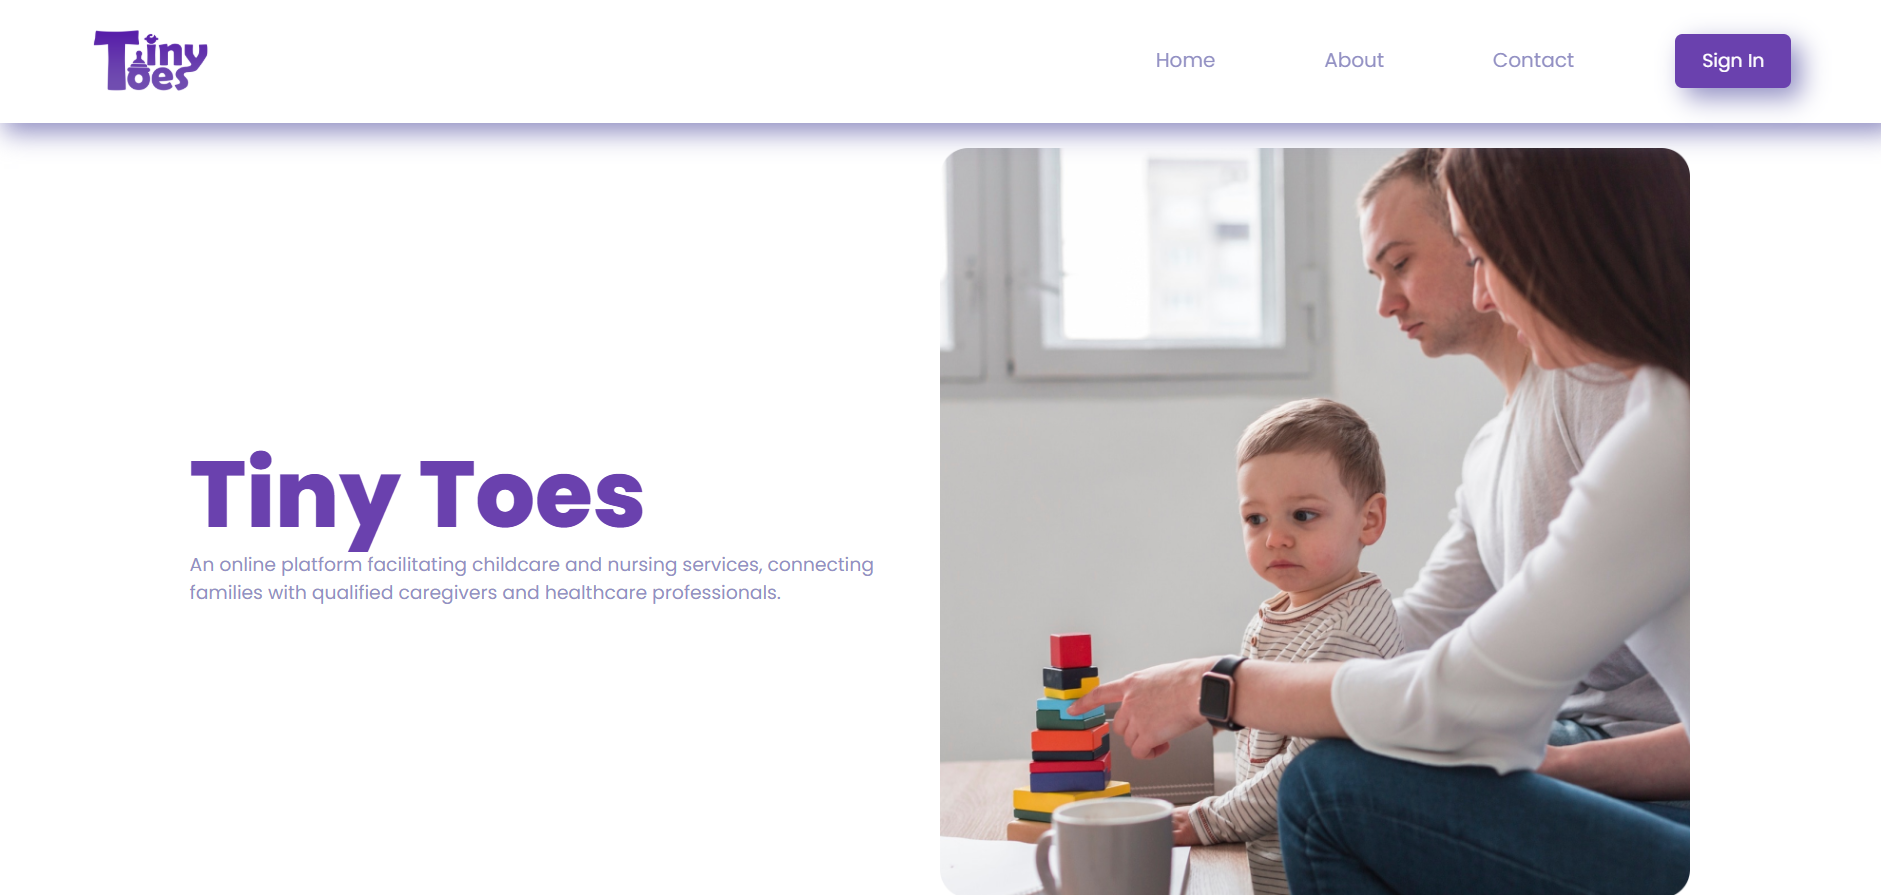 Tiny
Toes
Home
About
Contact
Sign In
Tiny Toes
An online platform facilitating childcare and nursing services, connecting
families with qualified caregivers and healthcare professionals.